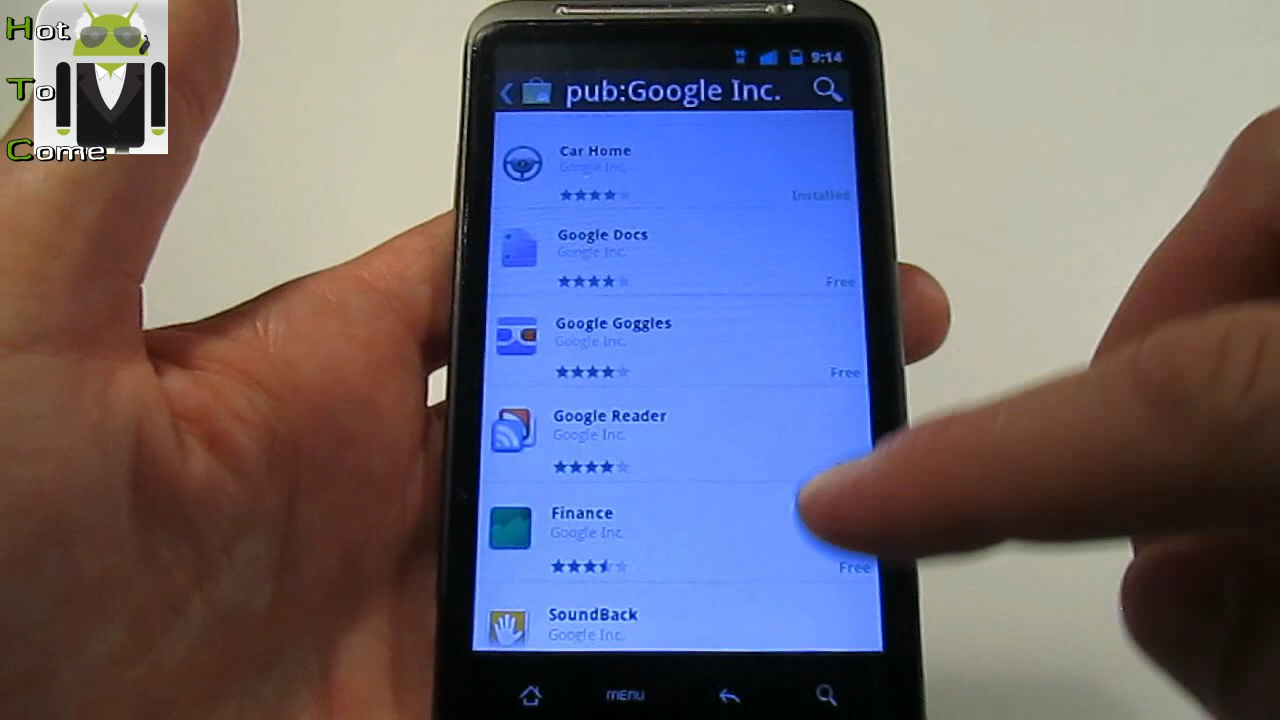 Hot
To
Come
9:14
pub:Google Inc.
Car Home
Google Inc.
Installed
Google Docs
Google Inc.
Free
Google Goggles
Google Inc.
Free
Google Reader
Google Inc.
Finance
Google Inc.
Free
SoundBack
Google Inc.
MENU